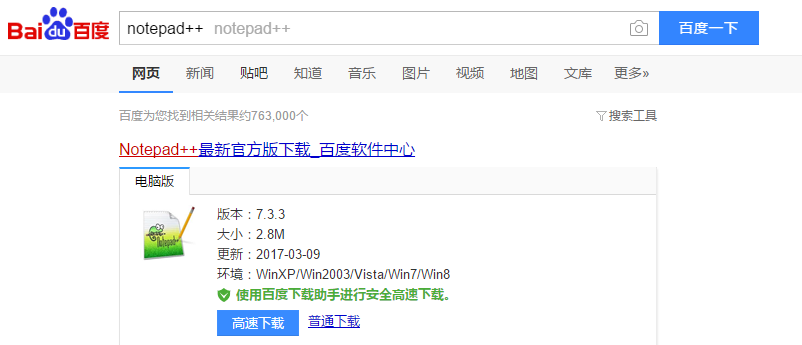 Bai du 百度 notepad++ notepad++ 百度一下
网页 新闻 贴吧 知道 音乐 图片 视频 地图 文库 更多»
百度为您找到相关结果约763,000个 搜索工具
Notepad++最新官方版下载_百度软件中心
电脑版
Notepad++
版本：7.3.3
大小：2.8M
更新：2017-03-09
环境：WinXP/Win2003/Vista/Win7/Win8
使用百度下载助手进行安全高速下载。
高速下载 普通下载